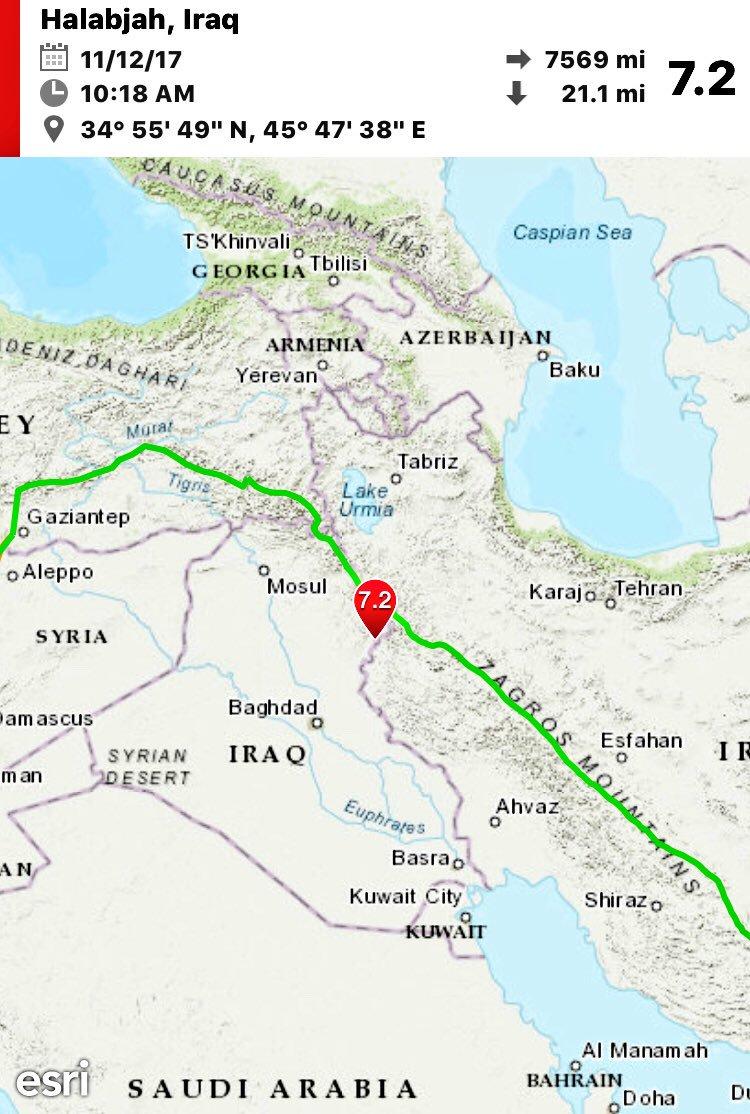 Halabjah, Iraq
11/12/17
7569 mi
7.2
10:18 AM
21.1 mi
34° 55' 49" N, 45° 47' 38" E
CAUCASUS MOUNTAINS
Caspian Sea
TS'Khinvali
GEORGIA
Tbilisi
ARMENIA
AZERBAIJAN
DENIZ DAGHARI
Yerevan
Baku
EY
Murat
Tabriz
Tigris
Lake
Urmia
Gaziantep
Aleppo
Mosul
7.2
Karaj
Tehran
SYRIA
ZAGROS MOUNTAINS
Baghdad
Damascus
IRAQ
Esfahan
IR
SYRIAN
DESERT
man
Ahvaz
Euphrates
Basra
AN
Kuwait City
Shiraz
KUWAIT
Al Manamah
esri
BAHRAIN
SAUDI ARABIA
Doha
Du